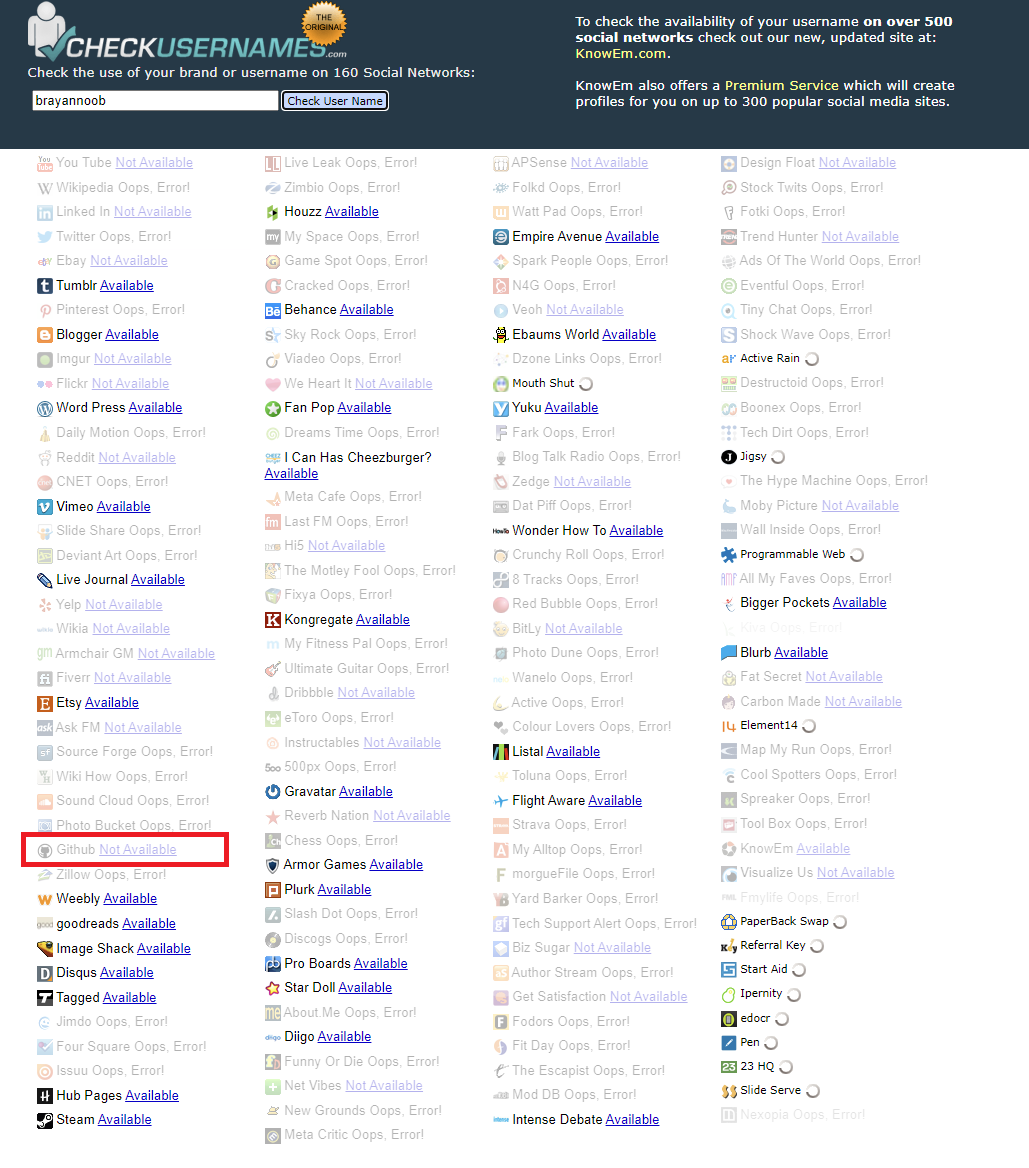 THE
ORIGINAL
CHECKUSERNAMES.com
Check the use of your brand or username on 160 Social Networks:
brayannoob
Check User Name
To check the availability of your username on over 500
social networks check out our new, updated site at:
KnowEm.com.
KnowEm also offers a Premium Service which will create
profiles for you on up to 300 popular social media sites.
You Tube Not Available
Wikipedia Oops, Error!
Linked In Not Available
Twitter Oops, Error!
Ebay Not Available
Tumblr Available
Pinterest Oops, Error!
Blogger Available
Imgur Not Available
Flickr Not Available
Word Press Available
Daily Motion Oops, Error!
Reddit Not Available
CNET Oops, Error!
Vimeo Available
Slide Share Oops, Error!
Deviant Art Oops, Error!
Live Journal Available
Yelp Not Available
Wikia Not Available
Armchair GM Not Available
Fiverr Not Available
Etsy Available
Ask FM Not Available
Source Forge Oops, Error!
Wiki How Oops, Error!
Sound Cloud Oops, Error!
Photo Bucket Oops, Error!
Github Not Available
Zillow Oops, Error!
Weebly Available
goodreads Available
Image Shack Available
Disqus Available
Tagged Available
Jimdo Oops, Error!
Four Square Oops, Error!
Issuu Oops, Error!
Hub Pages Available
Steam Available
Live Leak Oops, Error!
Zimbio Oops, Error!
Houzz Available
My Space Oops, Error!
Game Spot Oops, Error!
Cracked Oops, Error!
Behance Available
Sky Rock Oops, Error!
Viadeo Oops, Error!
We Heart It Not Available
Fan Pop Available
Dreams Time Oops, Error!
I Can Has Cheezburger?
Available
Meta Cafe Oops, Error!
Last FM Oops, Error!
Hi5 Not Available
The Motley Fool Oops, Error!
Fixya Oops, Error!
Kongregate Available
My Fitness Pal Oops, Error!
Ultimate Guitar Oops, Error!
Dribbble Not Available
eToro Oops, Error!
Instructables Not Available
500px Oops, Error!
Gravatar Available
Reverb Nation Not Available
Chess Oops, Error!
Armor Games Available
Plurk Available
Slash Dot Oops, Error!
Discogs Oops, Error!
Pro Boards Available
Star Doll Available
About.Me Oops, Error!
Diigo Available
Funny Or Die Oops, Error!
Net Vibes Not Available
New Grounds Oops, Error!
Meta Critic Oops, Error!
APSense Not Available
Folkd Oops, Error!
Watt Pad Oops, Error!
Empire Avenue Available
Spark People Oops, Error!
N4G Oops, Error!
Veoh Not Available
Ebaums World Available
Dzone Links Oops, Error!
Mouth Shut
Yuku Available
Fark Oops, Error!
Blog Talk Radio Oops, Error!
Zedge Not Available
Dat Piff Oops, Error!
Wonder How To Available
Crunchy Roll Oops, Error!
8 Tracks Oops, Error!
Red Bubble Oops, Error!
BitLy Not Available
Photo Dune Oops, Error!
Wanelo Oops, Error!
Active Oops, Error!
Colour Lovers Oops, Error!
Listal Available
Toluna Oops, Error!
Flight Aware Available
Strava Oops, Error!
My Alltop Oops, Error!
morgueFile Oops, Error!
Yard Barker Oops, Error!
Tech Support Alert Oops, Error!
Biz Sugar Not Available
Author Stream Oops, Error!
Get Satisfaction Not Available
Fodors Oops, Error!
Fit Day Oops, Error!
The Escapist Oops, Error!
Mod DB Oops, Error!
Intense Debate Available
Design Float Not Available
Stock Twits Oops, Error!
Fotki Oops, Error!
Trend Hunter Not Available
Ads Of The World Oops, Error!
Eventful Oops, Error!
Tiny Chat Oops, Error!
Shock Wave Oops, Error!
Active Rain
Destructoid Oops, Error!
Boonex Oops, Error!
Tech Dirt Oops, Error!
Jigsy
The Hype Machine Oops, Error!
Moby Picture Not Available
Wall Inside Oops, Error!
Programmable Web
All My Faves Oops, Error!
Bigger Pockets Available
Kiva Oops, Error!
Blurb Available
Fat Secret Not Available
Carbon Made Not Available
Element14
Map My Run Oops, Error!
Cool Spotters Oops, Error!
Spreaker Oops, Error!
Tool Box Oops, Error!
KnowEm Available
Visualize Us Not Available
Fmylife Oops, Error!
PaperBack Swap
Referral Key
Start Aid
Ipernity
edocr
Pen
23 HQ
Slide Serve
Nexopia Oops, Error!